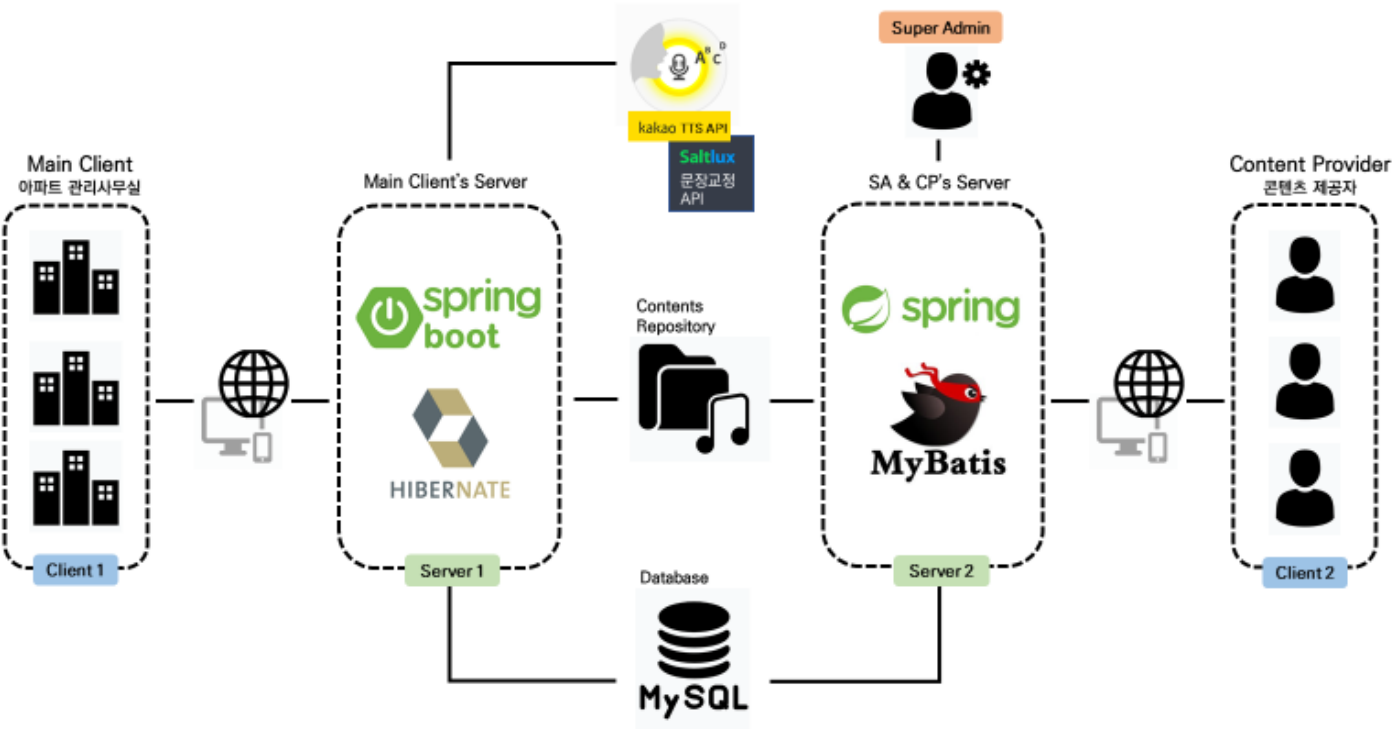 Super Admin
A B C D
kakao TTS API
Saltlux
문장교정
API
Main Client
아파트 관리사무실
Main Client's Server
SA & CP's Server
Content Provider
콘텐츠 제공자
spring
boot
HIBERNATE
Contents
Repository
spring
MyBatis
Client 1
Server 1
Server 2
Client 2
Database
MySQL